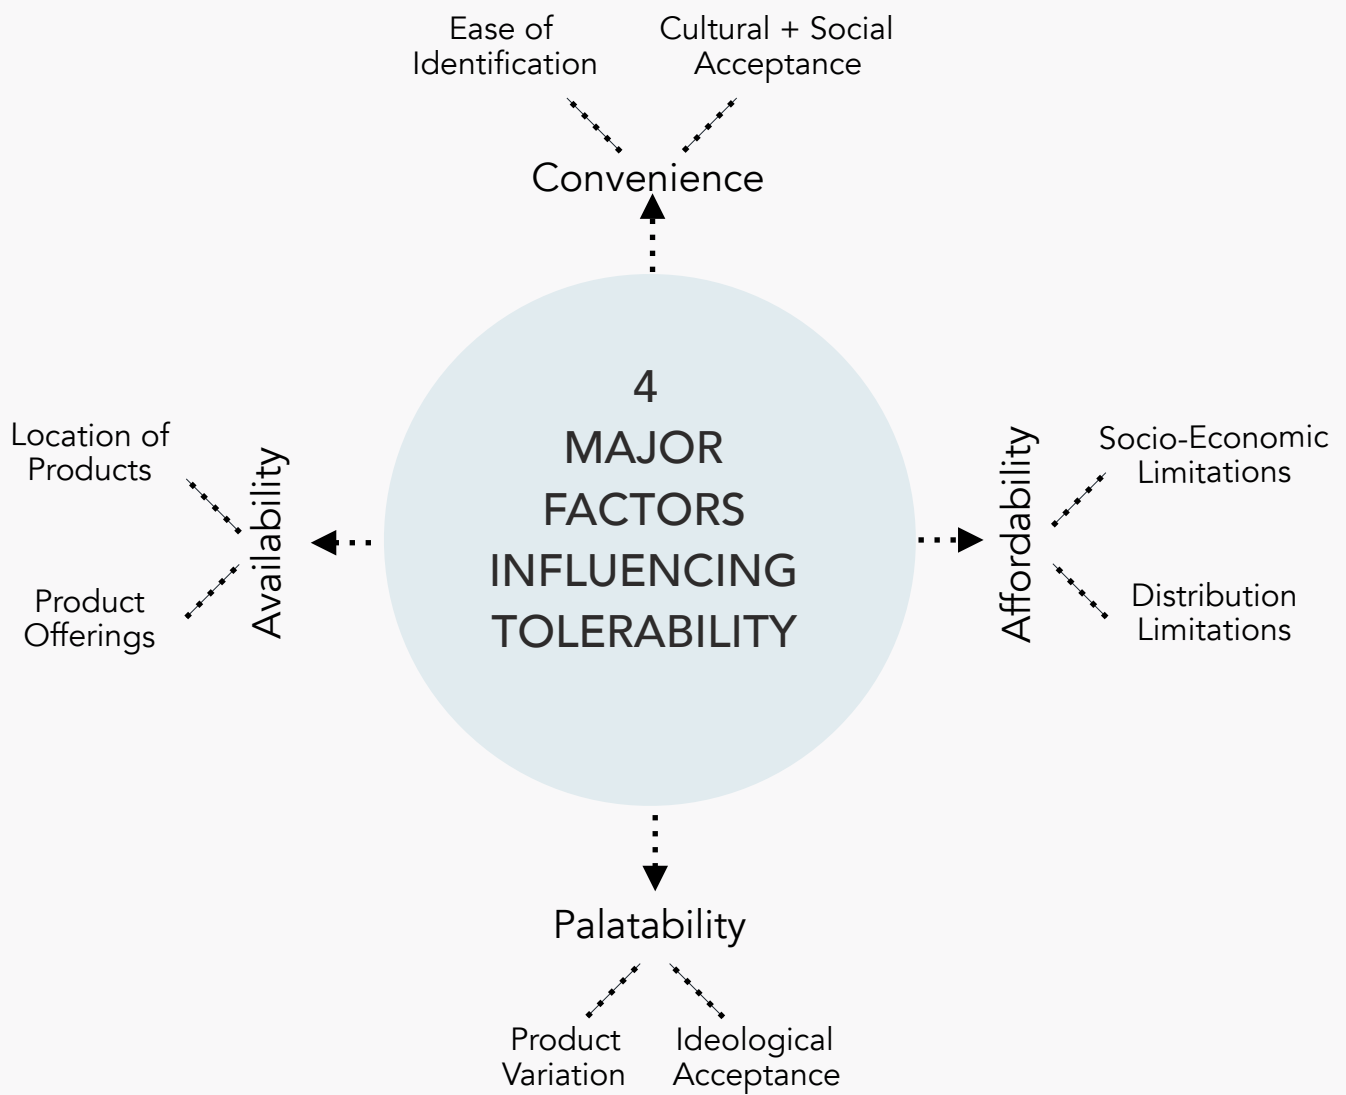 Ease of
Identification
Cultural + Social
Acceptance
Convenience
4
MAJOR
FACTORS
INFLUENCING
TOLERABILITY
Location of
Products
Product
Offerings
Availability
Affordability
Socio-Economic
Limitations
Distribution
Limitations
Palatability
Product
Variation
Ideological
Acceptance